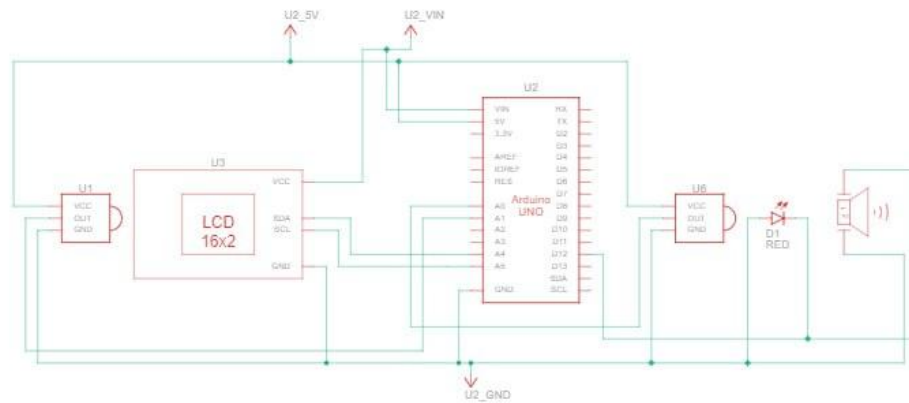 U2_5V
U2_VIN
U2
VIN
5V
3.3V
AREF
IOREF
RES
A0
A1
A2
A3
A4
A5
GND
Arduino
UNO
RX
TX
D2
D3
D4
D5
D6
D7
D8
D9
D10
D11
D12
D13
SDA
SCL
U3
VCC
SDA
SCL
GND
LCD
16x2
U1
VCC
OUT
GND
U6
VCC
OUT
GND
D1
RED
U2_GND